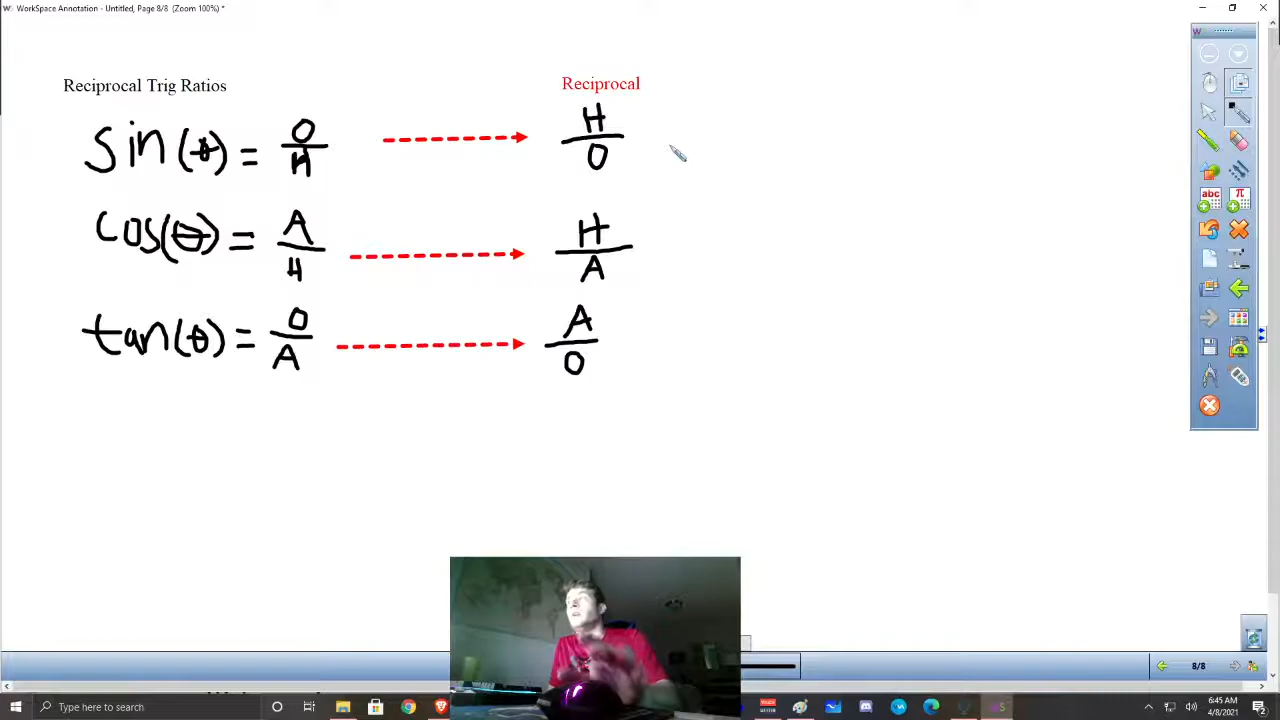 WorkSpace Annotation - Untitled, Page 8/8 (Zoom 100%) *
Reciprocal Trig Ratios
Reciprocal
sin(θ) = O/H
H/O
cos(θ) = A/H
H/A
tan(θ) = O/A
A/O
abc
π
8/8
Type here to search
6:45 AM
4/8/2021